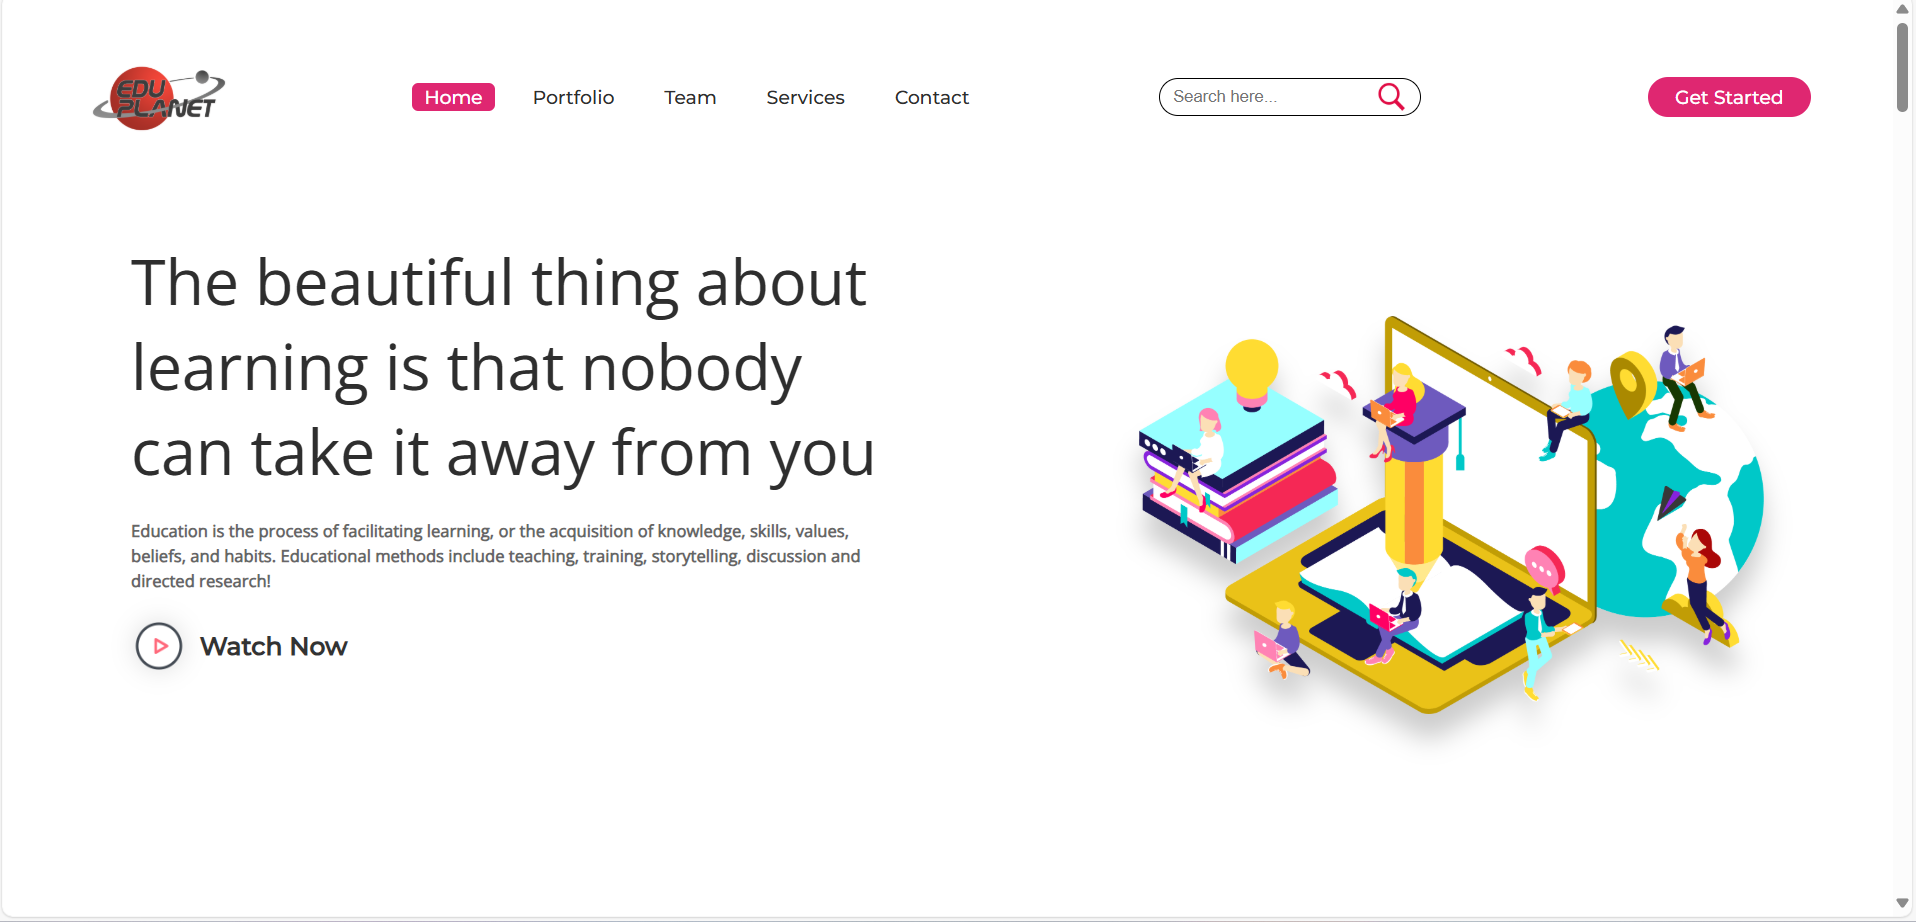 EDU
PLANET
Home
Portfolio
Team
Services
Contact
Search here...
Get Started
The beautiful thing about
learning is that nobody
can take it away from you
Education is the process of facilitating learning, or the acquisition of knowledge, skills, values,
beliefs, and habits. Educational methods include teaching, training, storytelling, discussion and
directed research!
Watch Now